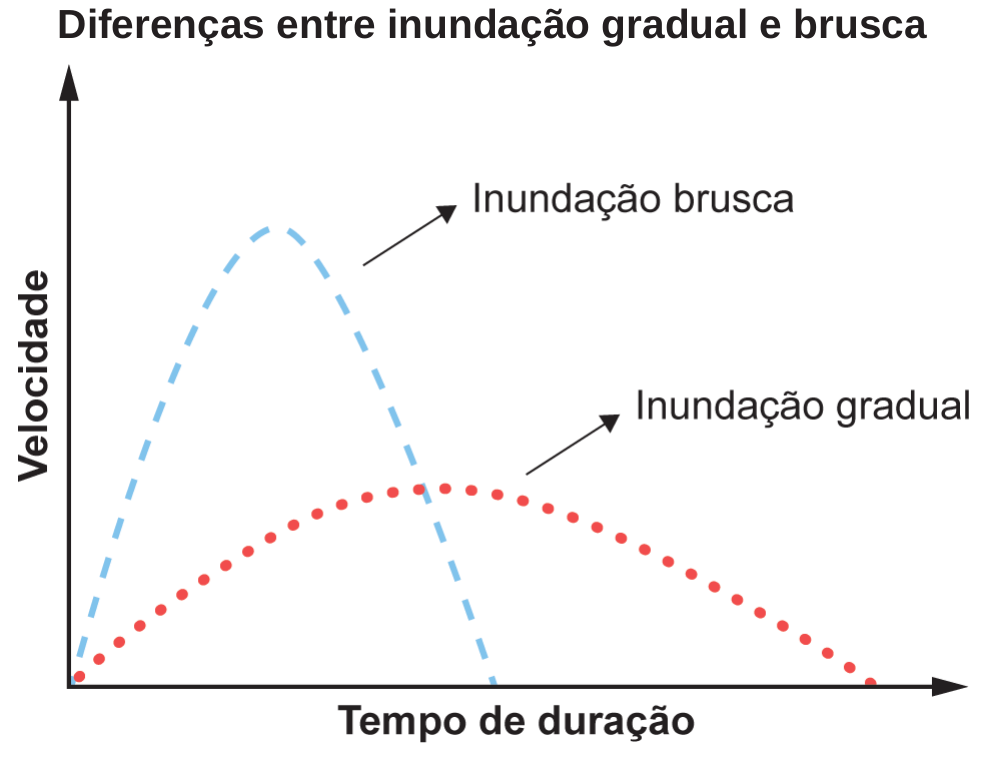 Diferenças entre inundação gradual e brusca
Inundação brusca
Inundação gradual
Velocidade
Tempo de duração